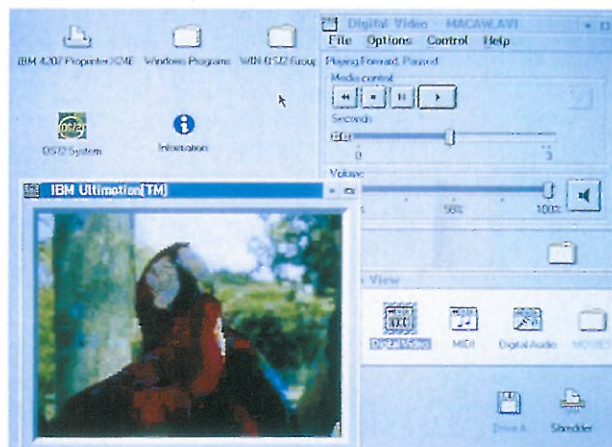 Digital Video - MACAW.AVI
File Options Control Help
IBM 4207 Proprinter X24E Windows Programs WIN-OS/2 Group
Playing Forward, Paused
Media control
Seconds
0 3
OS/2 System Information
Volume
50% 100%
IBM Ultimotion[TM]
View
Digital Video MIDI Digital Audio MOVIES
Drive A Shredder